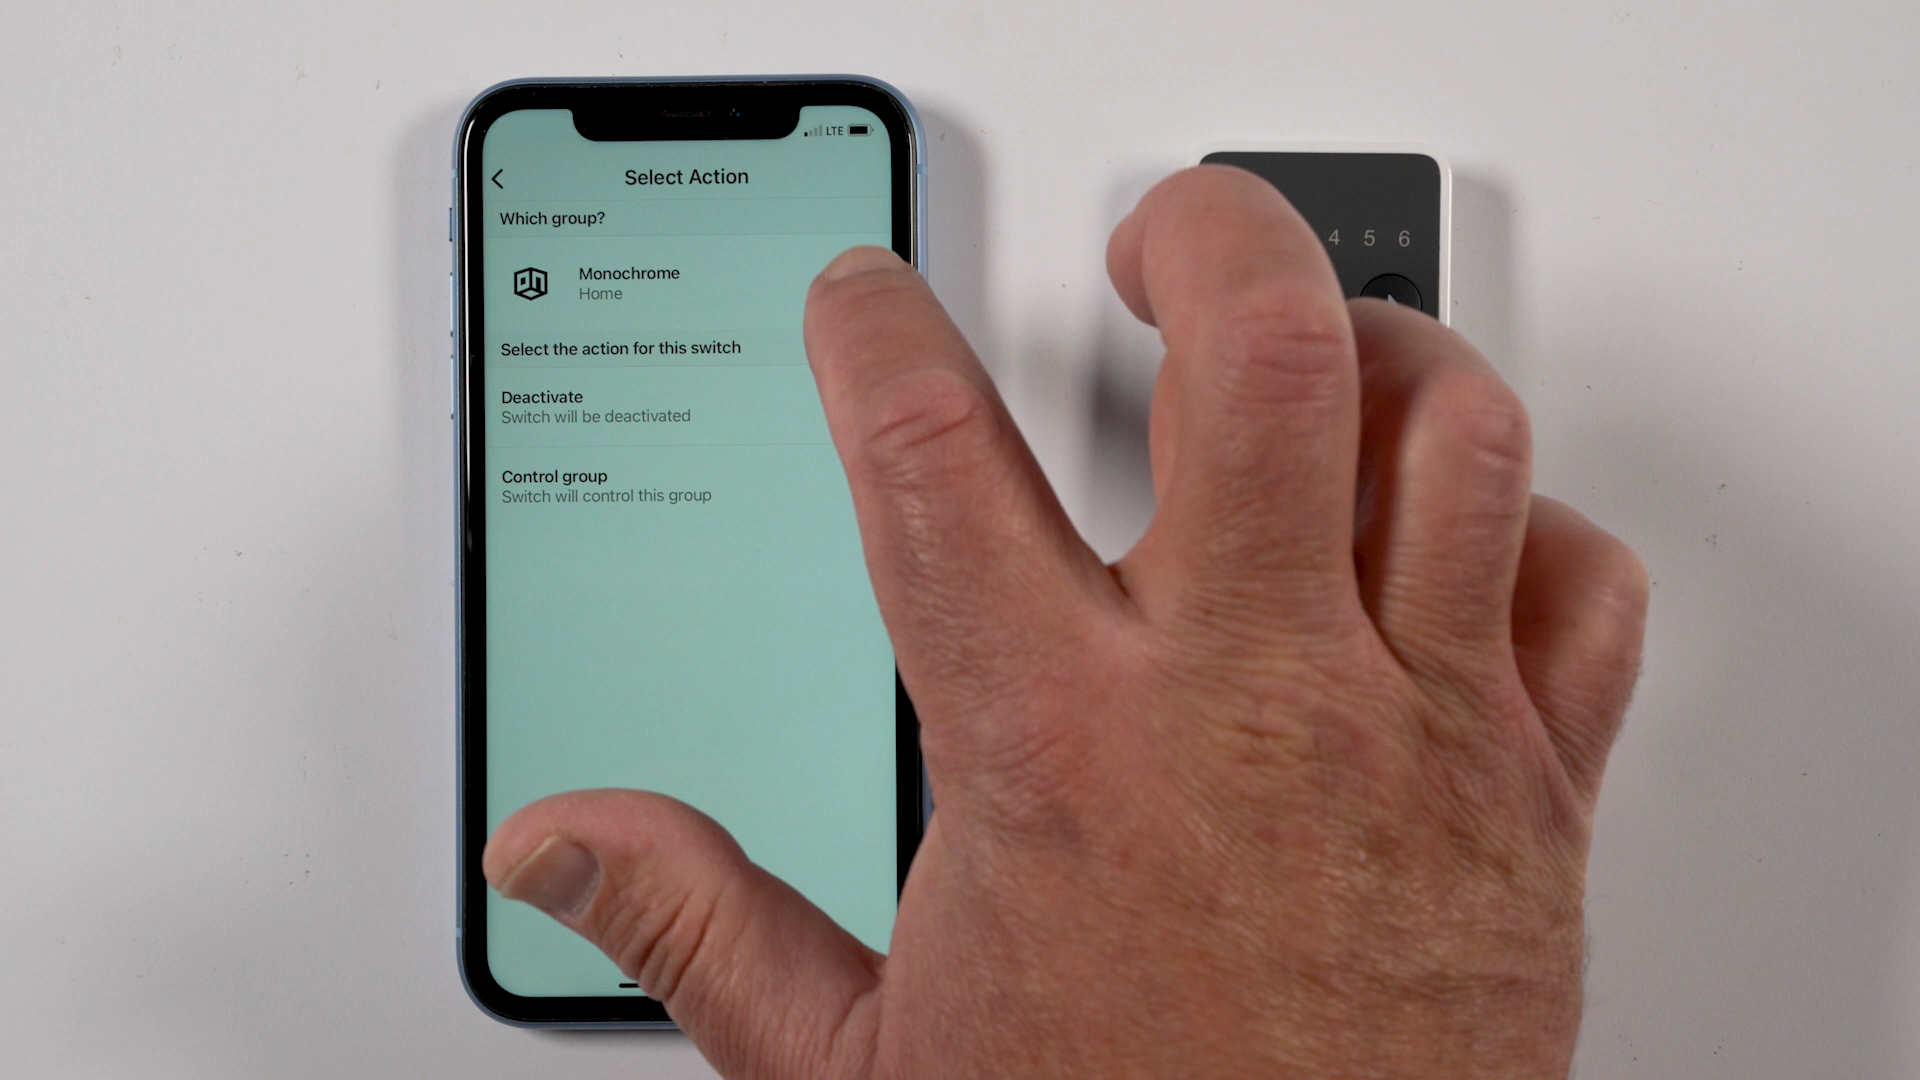 LTE
Select Action
Which group?
Monochrome
Home
Select the action for this switch
Deactivate
Switch will be deactivated
Control group
Switch will control this group
4 5 6